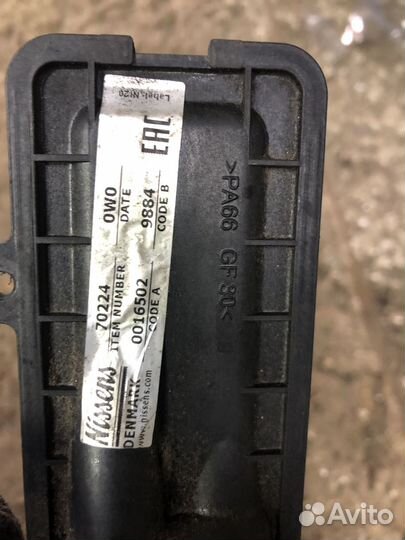 Nissens
DENMARK
www.nissens.com
70224
ITEM NUMBER
0016502
CODE A
0W0
DATE
9884
CODE B
EAC
>PA66 GF30<
Avito